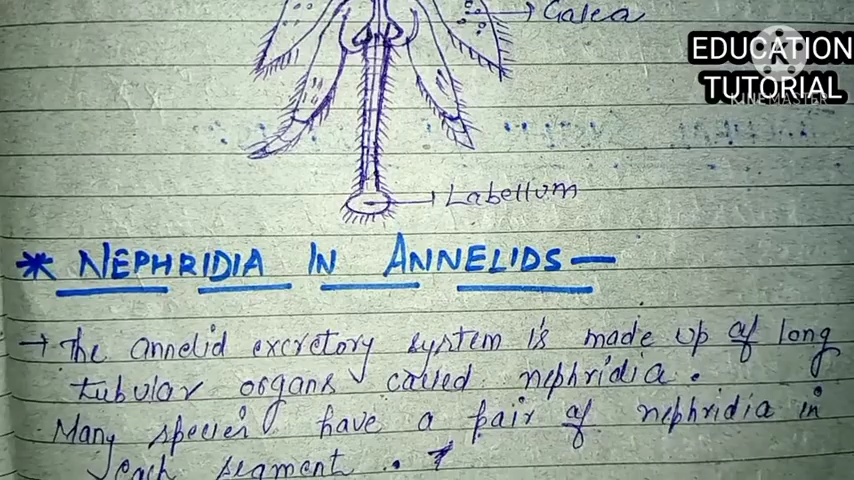 Galea
EDUCATION
TUTORIAL
KINEMASTER
Labellum
* NEPHRIDIA IN ANNELIDS —
→ The annelid excretory system is made up of long
tubular organs called nephridia.
Many species have a pair of nephridia in
each segment.